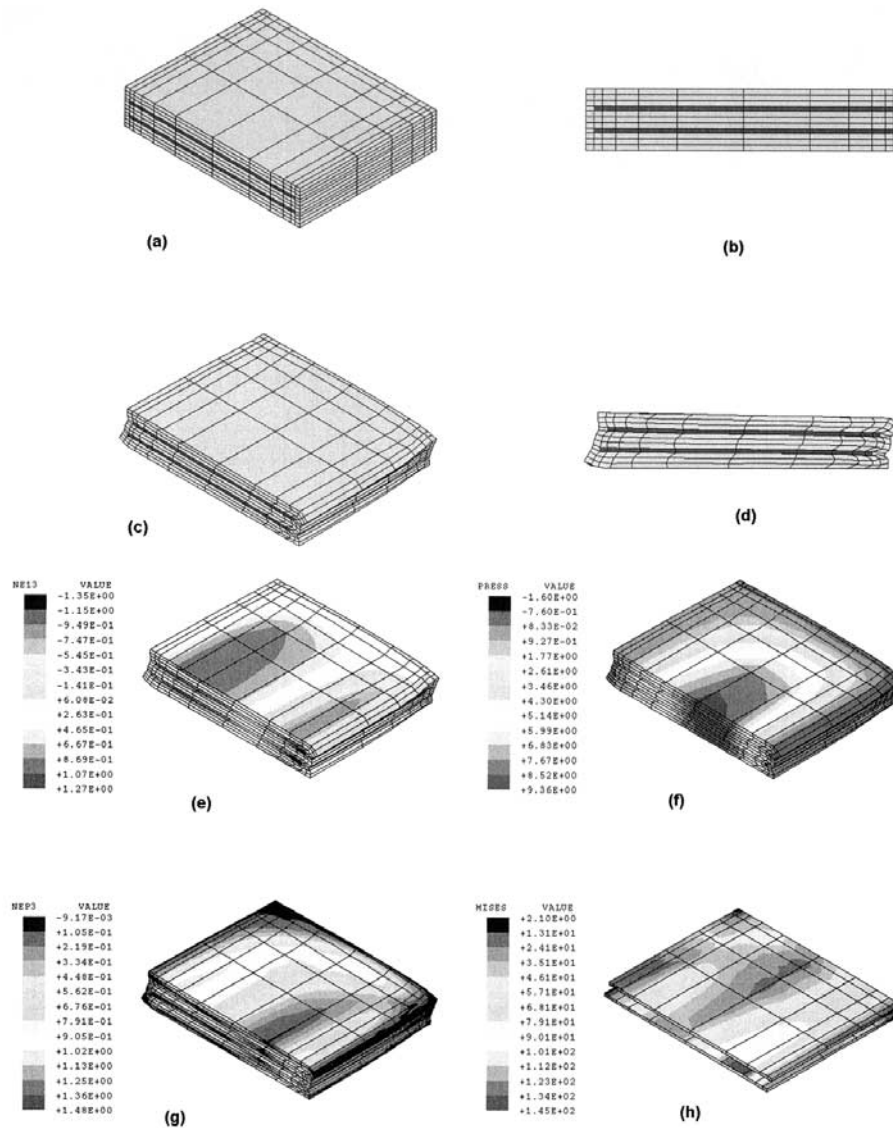 (a)
(b)
(c)
(d)
NE13 VALUE
-1.35E+00
-1.15E+00
-9.49E-01
-7.47E-01
-5.45E-01
-3.43E-01
-1.41E-01
+6.08E-02
+2.63E-01
+4.65E-01
+6.67E-01
+8.69E-01
+1.07E+00
+1.27E+00
(e)
PRESS VALUE
-1.60E+00
-7.60E-01
+8.33E-02
+9.27E-01
+1.77E+00
+2.61E+00
+3.46E+00
+4.30E+00
+5.14E+00
+5.99E+00
+6.83E+00
+7.67E+00
+8.52E+00
+9.36E+00
(f)
NEP3 VALUE
-9.17E-03
+1.05E-01
+2.19E-01
+3.34E-01
+4.48E-01
+5.62E-01
+6.76E-01
+7.91E-01
+9.05E-01
+1.02E+00
+1.13E+00
+1.25E+00
+1.36E+00
+1.48E+00
(g)
MISES VALUE
+2.10E+00
+1.31E+01
+2.41E+01
+3.51E+01
+4.61E+01
+5.71E+01
+6.81E+01
+7.91E+01
+9.01E+01
+1.01E+02
+1.12E+02
+1.23E+02
+1.34E+02
+1.45E+02
(h)